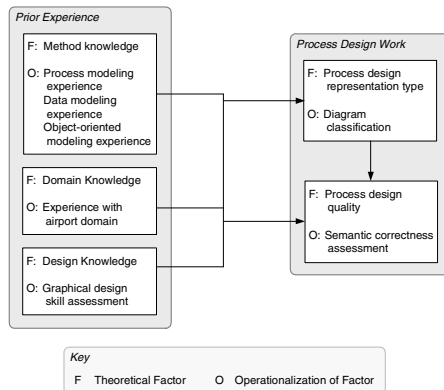 Prior Experience
F: Method knowledge
O: Process modeling
experience
Data modeling
experience
Object-oriented
modeling experience
F: Domain Knowledge
O: Experience with
airport domain
F: Design Knowledge
O: Graphical design
skill assessment
Process Design Work
F: Process design
representation type
O: Diagram
classification
F: Process design
quality
O: Semantic correctness
assessment
Key
F Theoretical Factor O Operationalization of Factor